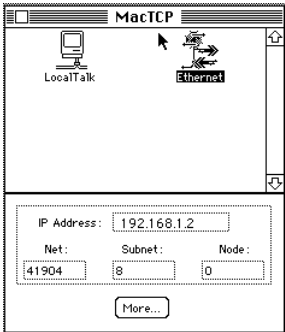 MacTCP
LocalTalk
Ethernet
IP Address: 192.168.1.2
Net: Subnet: Node:
41904 8 0
More...